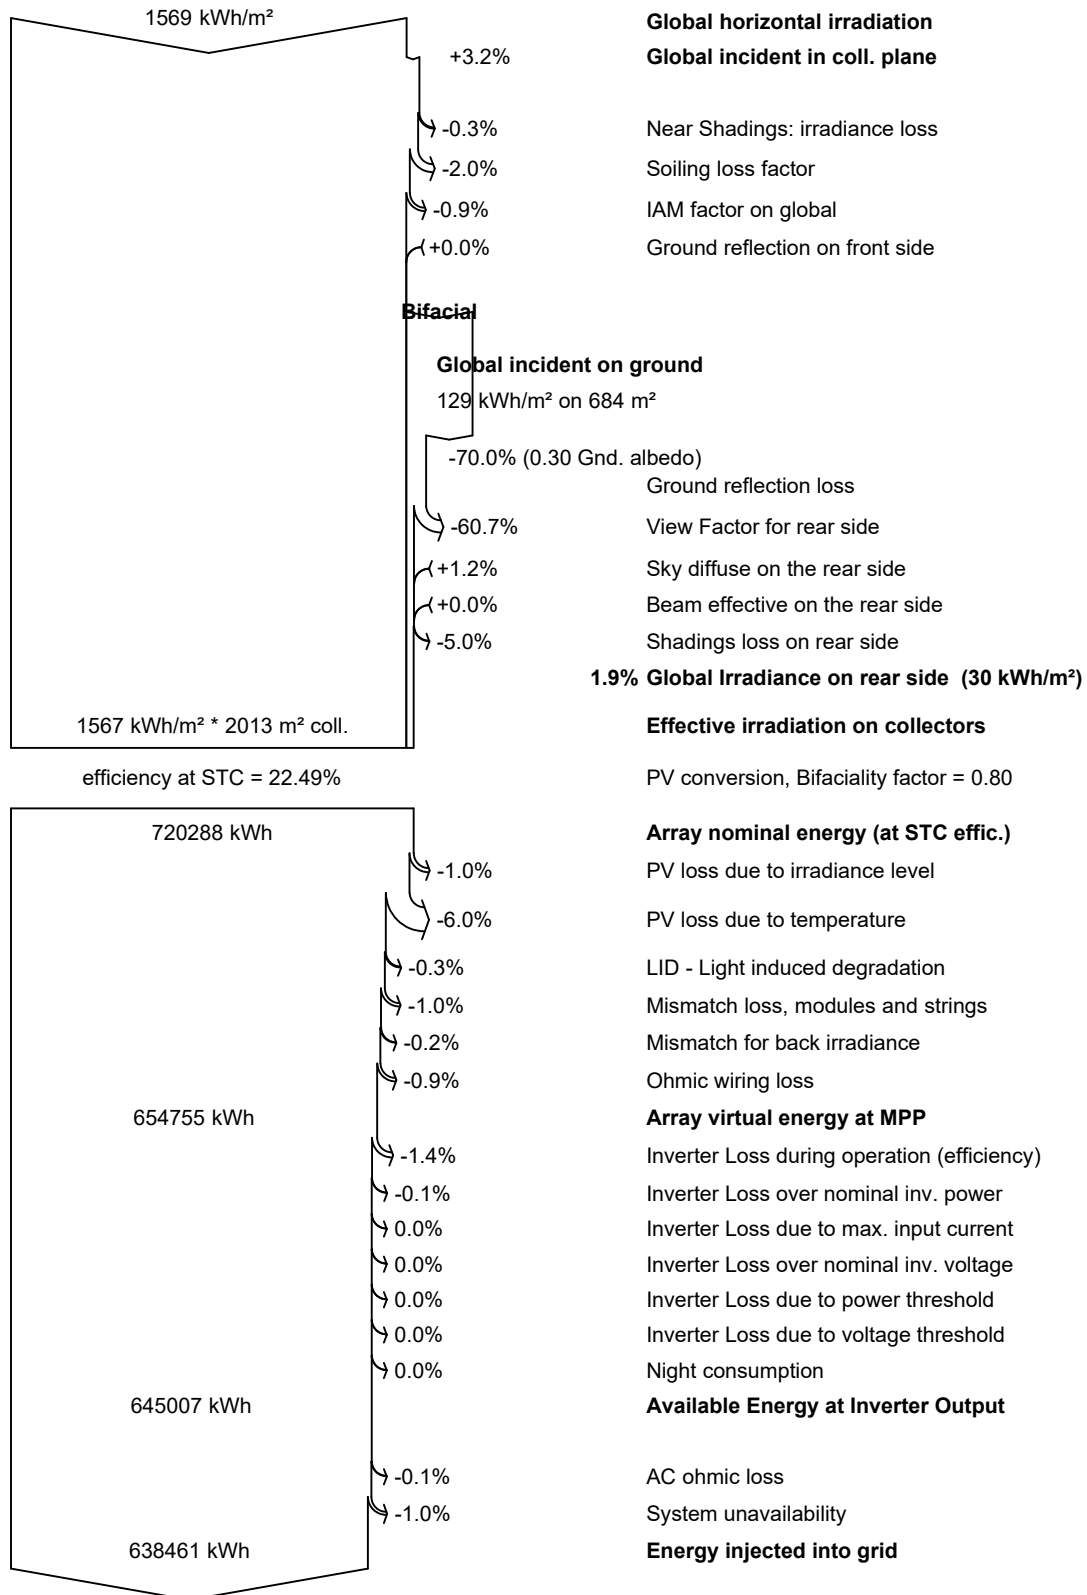 1569 kWh/m² Global horizontal irradiation
+3.2% Global incident in coll. plane
-0.3% Near Shadings: irradiance loss
-2.0% Soiling loss factor
-0.9% IAM factor on global
+0.0% Ground reflection on front side
Bifacial
Global incident on ground
129 kWh/m² on 684 m²
-70.0% (0.30 Gnd. albedo)
Ground reflection loss
-60.7% View Factor for rear side
+1.2% Sky diffuse on the rear side
+0.0% Beam effective on the rear side
-5.0% Shadings loss on rear side
1.9% Global Irradiance on rear side (30 kWh/m²)
1567 kWh/m² * 2013 m² coll. Effective irradiation on collectors
efficiency at STC = 22.49% PV conversion, Bifaciality factor = 0.80
720288 kWh Array nominal energy (at STC effic.)
-1.0% PV loss due to irradiance level
-6.0% PV loss due to temperature
-0.3% LID - Light induced degradation
-1.0% Mismatch loss, modules and strings
-0.2% Mismatch for back irradiance
-0.9% Ohmic wiring loss
654755 kWh Array virtual energy at MPP
-1.4% Inverter Loss during operation (efficiency)
-0.1% Inverter Loss over nominal inv. power
0.0% Inverter Loss due to max. input current
0.0% Inverter Loss over nominal inv. voltage
0.0% Inverter Loss due to power threshold
0.0% Inverter Loss due to voltage threshold
0.0% Night consumption
645007 kWh Available Energy at Inverter Output
-0.1% AC ohmic loss
-1.0% System unavailability
638461 kWh Energy injected into grid